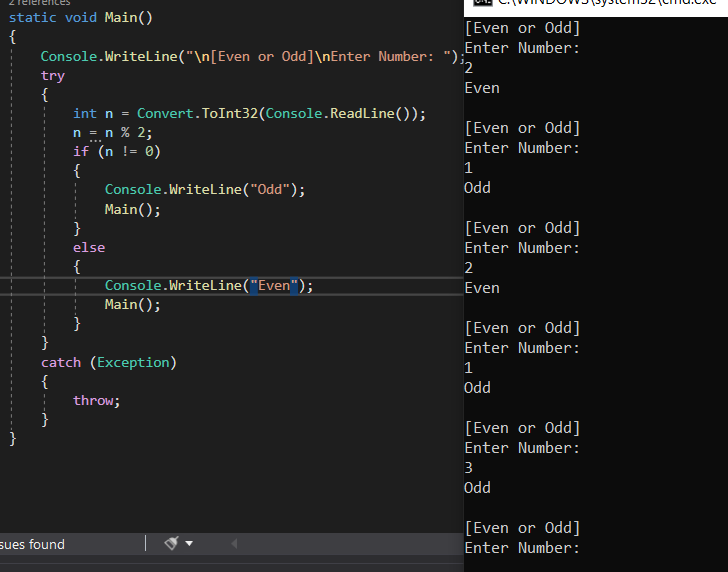 2 references
static void Main()
{
Console.WriteLine("\n[Even or Odd]\nEnter Number: ");
try
{
int n = Convert.ToInt32(Console.ReadLine());
n = n % 2;
if (n != 0)
{
Console.WriteLine("Odd");
Main();
}
else
{
Console.WriteLine("Even");
Main();
}
}
catch (Exception)
{
throw;
}
}
sues found
C:\WINDOWS\system32\cmd.exe
[Even or Odd]
Enter Number:
2
Even
[Even or Odd]
Enter Number:
1
Odd
[Even or Odd]
Enter Number:
2
Even
[Even or Odd]
Enter Number:
1
Odd
[Even or Odd]
Enter Number:
3
Odd
[Even or Odd]
Enter Number: